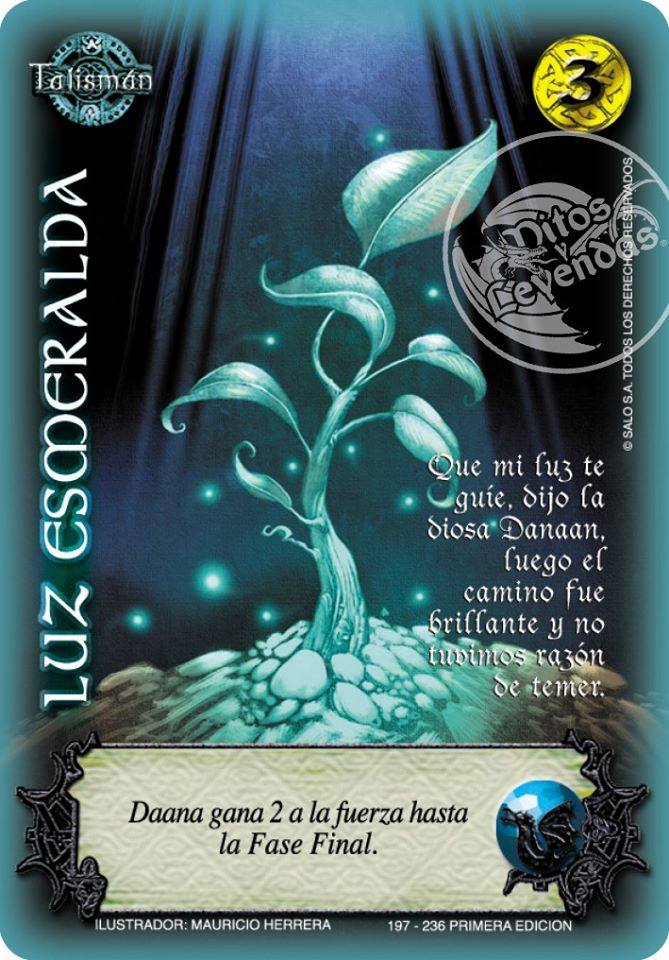 Talismán
3
LUZ ESMERALDA
Mitos
y
Leyendas
®
© SALO S.A. TODOS LOS DERECHOS RESERVADOS
Que mi luz te
guíe, dijo la
diosa Danaan,
luego el
camino fue
brillante y no
tuvimos razón
de temer.
Daana gana 2 a la fuerza hasta
la Fase Final.
ILUSTRADOR: MAURICIO HERRERA
197 - 236 PRIMERA EDICION